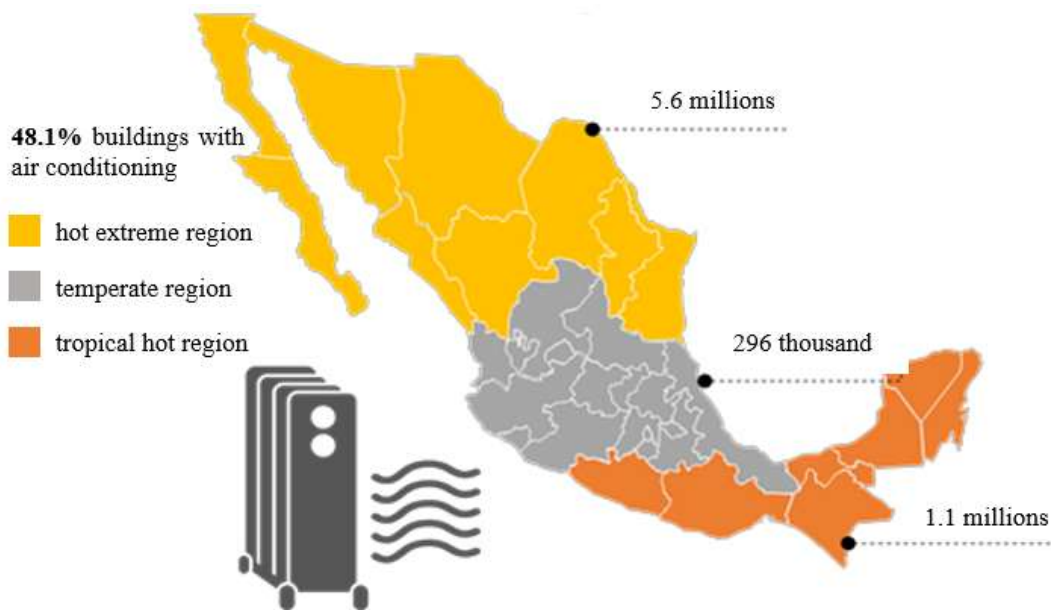 5.6 millions
48.1% buildings with
air conditioning
hot extreme region
temperate region
tropical hot region
296 thousand
1.1 millions